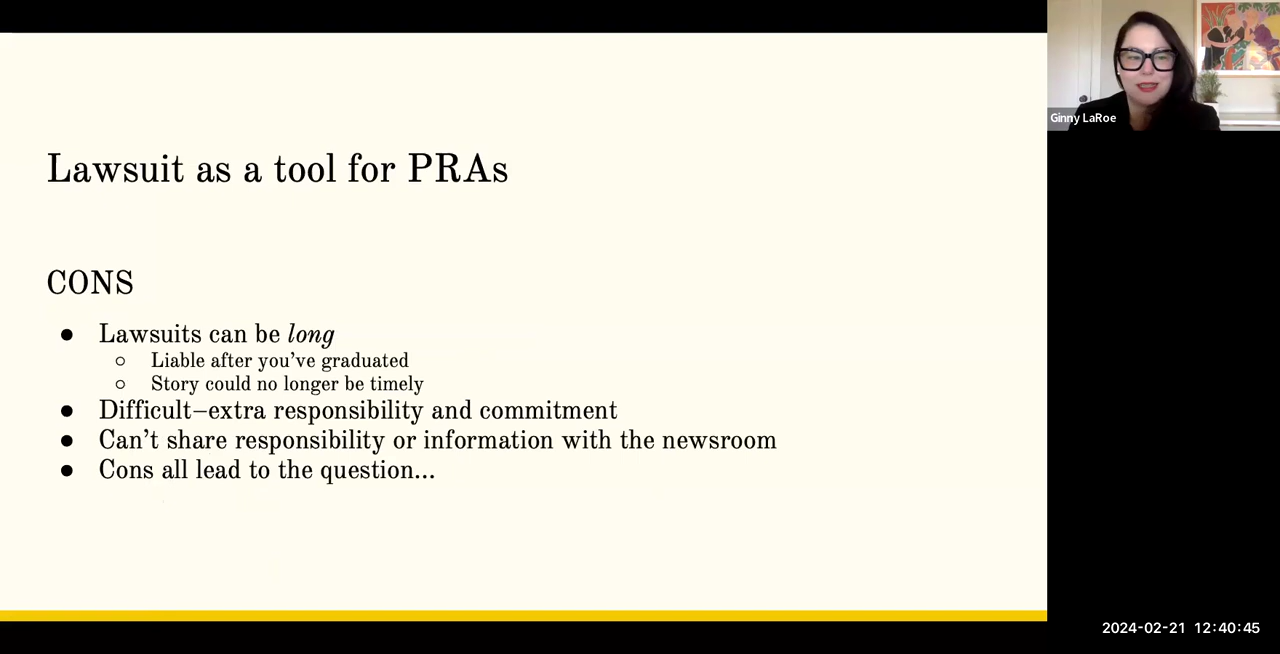 Lawsuit as a tool for PRAs
CONS
● Lawsuits can be long
○ Liable after you've graduated
○ Story could no longer be timely
● Difficult–extra responsibility and commitment
● Can't share responsibility or information with the newsroom
● Cons all lead to the question...
Ginny LaRoe
2024-02-21 12:40:45